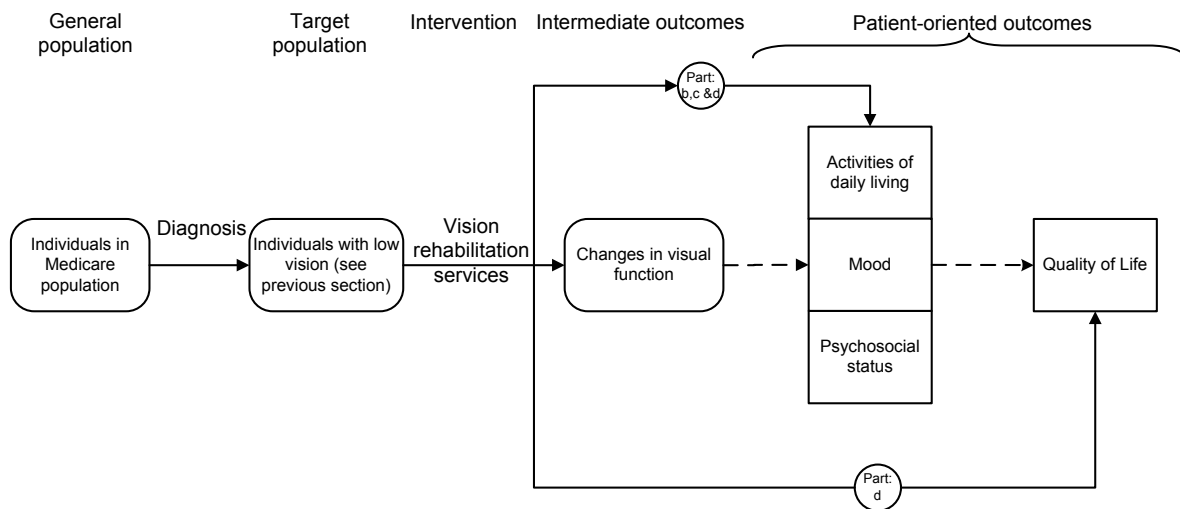 General
population
Target
population
Intervention
Intermediate outcomes
Patient-oriented outcomes
Part:
b,c &d
Activities of
daily living
Diagnosis
Vision
rehabilitation
services
Individuals in
Medicare
population
Individuals with low
vision (see
previous section)
Changes in visual
function
Mood
Quality of Life
Psychosocial
status
Part:
d